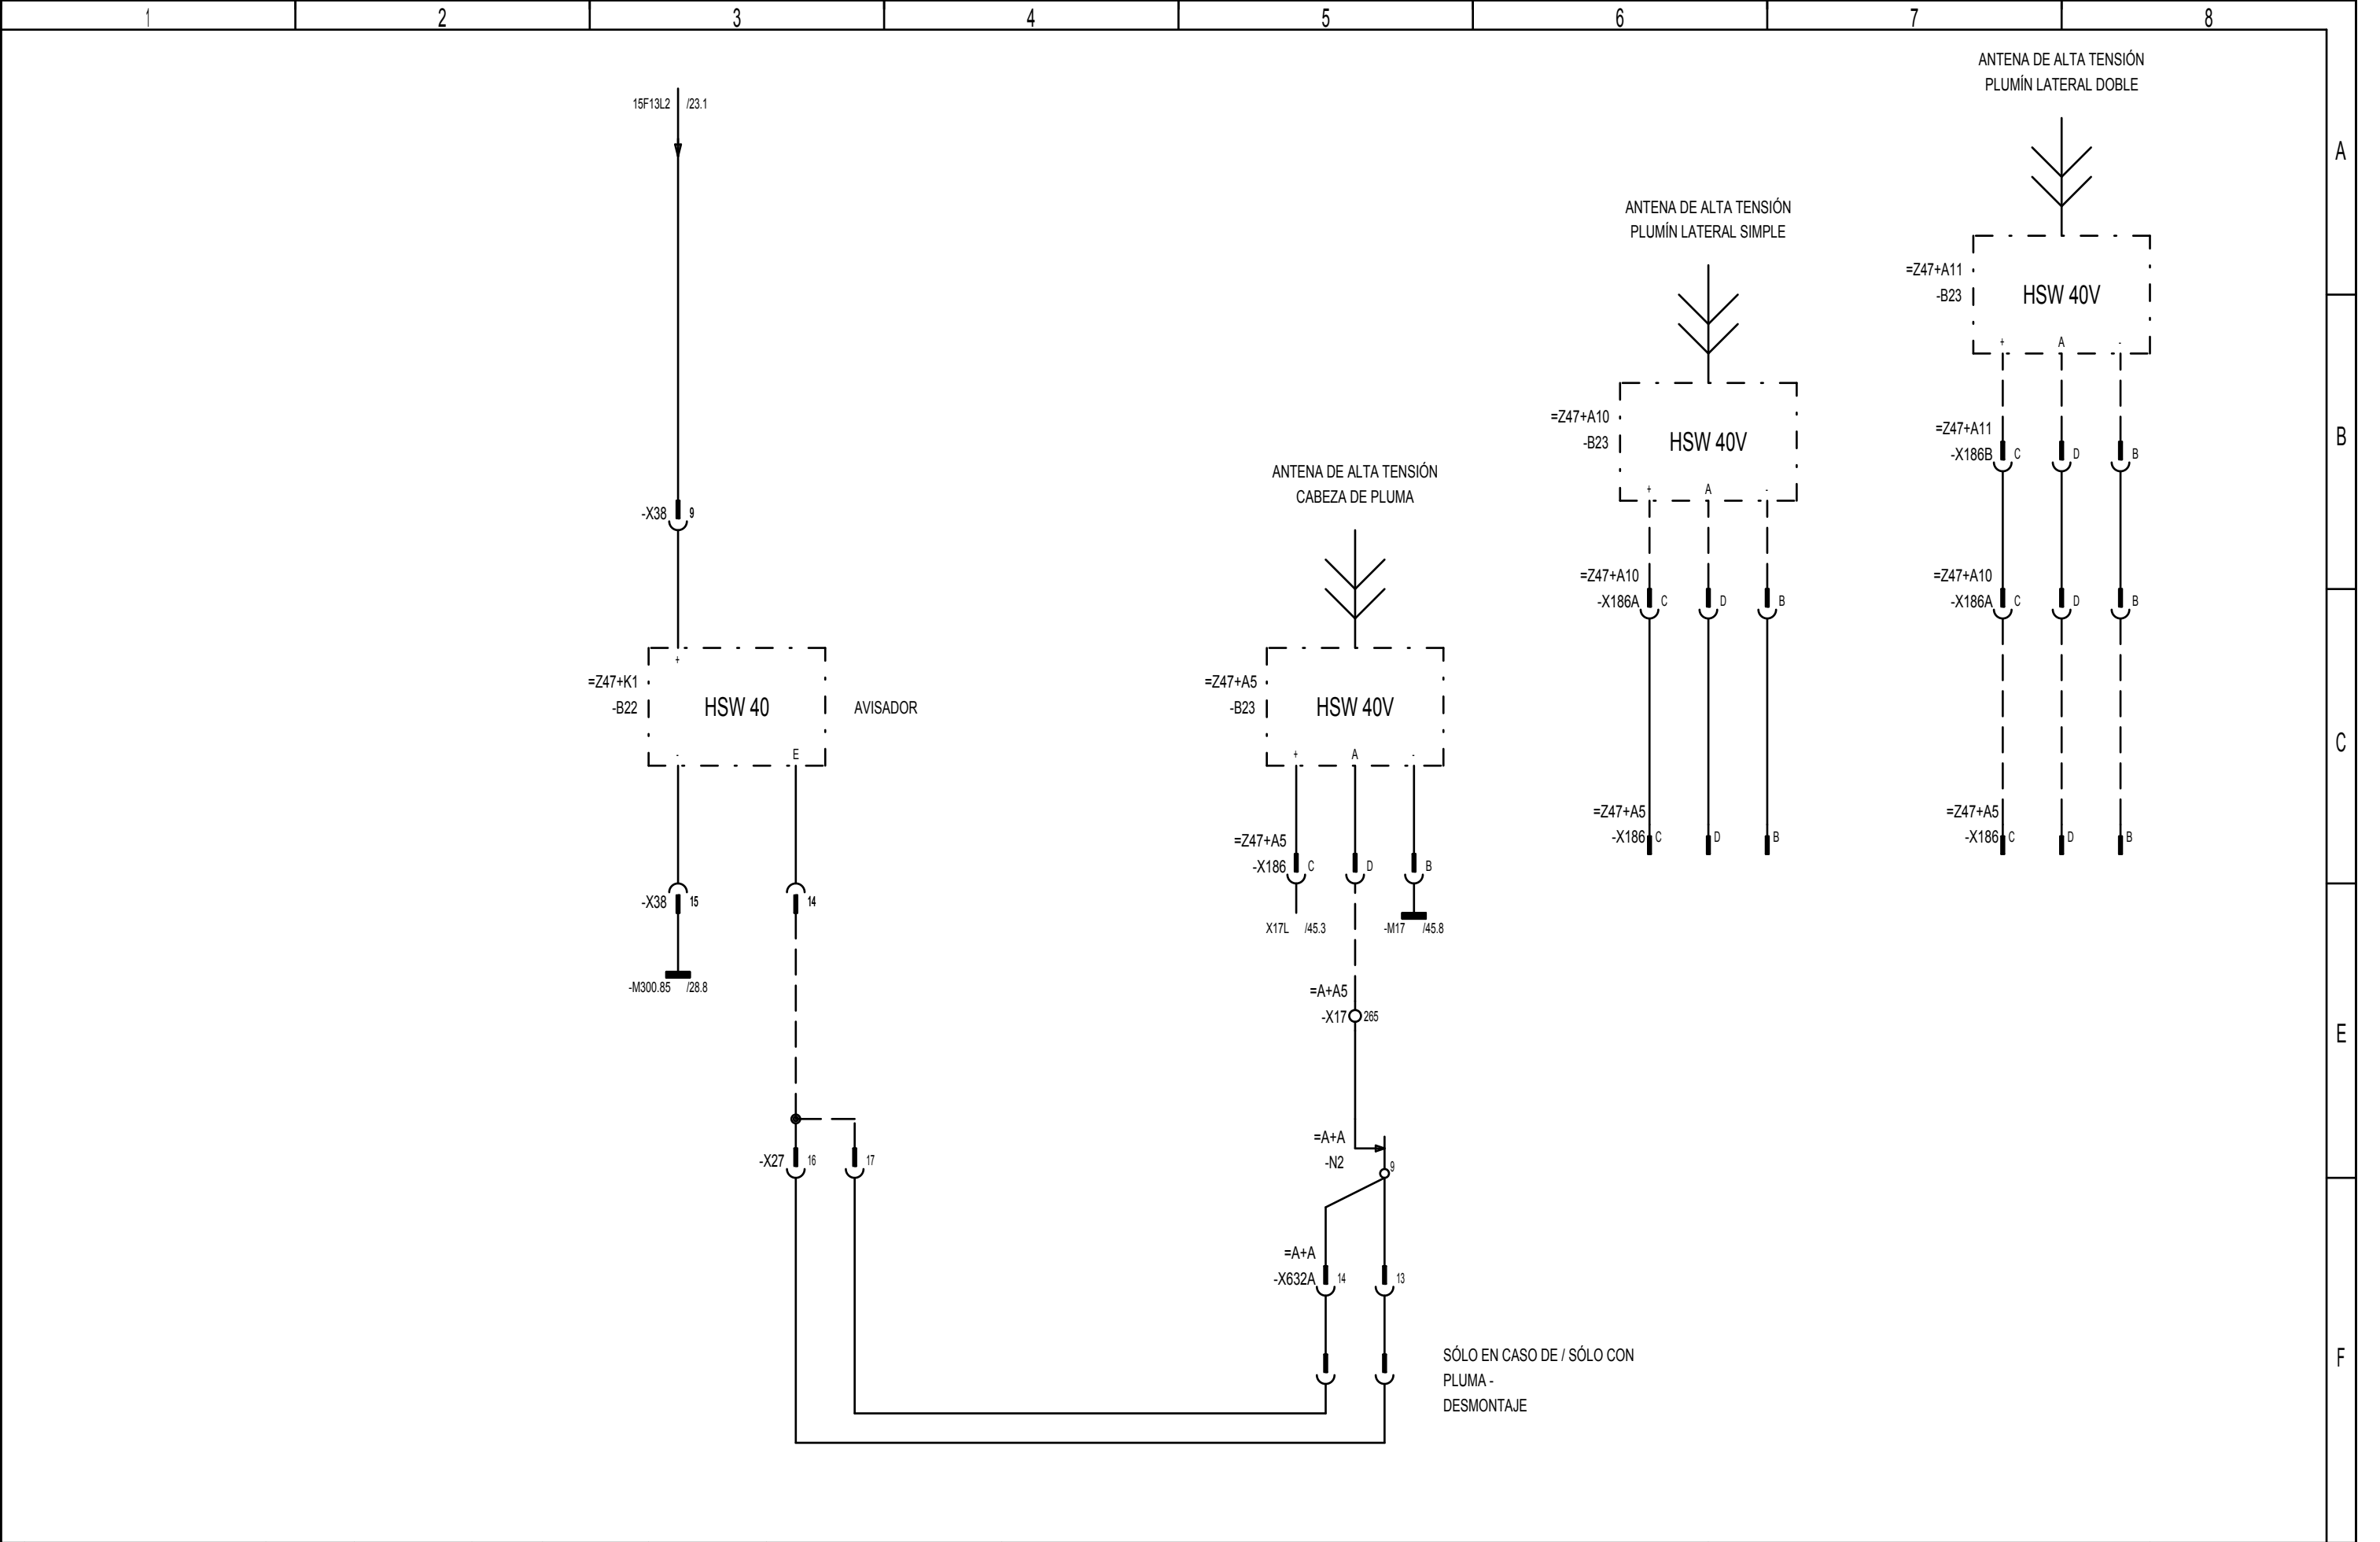 1 2 3 4 5 6 7 8
A
B
C
E
F
15F13L2 /23.1
-X38 9
=Z47+K1
-B22
+
HSW 40
- E
AVISADOR
-X38 15 14
-M300.85 /28.8
-X27 16 17
ANTENA DE ALTA TENSIÓN
CABEZA DE PLUMA
=Z47+A5
-B23
HSW 40V
+ A -
=Z47+A5
-X186 C D B
X17L /45.3 -M17 /45.8
=A+A5
-X17 265
=A+A
-N2
9
=A+A
-X632A 14 13
SÓLO EN CASO DE / SÓLO CON
PLUMA -
DESMONTAJE
ANTENA DE ALTA TENSIÓN
PLUMÍN LATERAL SIMPLE
=Z47+A10
-B23
HSW 40V
+ A -
=Z47+A10
-X186A C D B
=Z47+A5
-X186 C D B
ANTENA DE ALTA TENSIÓN
PLUMÍN LATERAL DOBLE
=Z47+A11
-B23
HSW 40V
+ A -
=Z47+A11
-X186B C D B
=Z47+A10
-X186A C D B
=Z47+A5
-X186 C D B